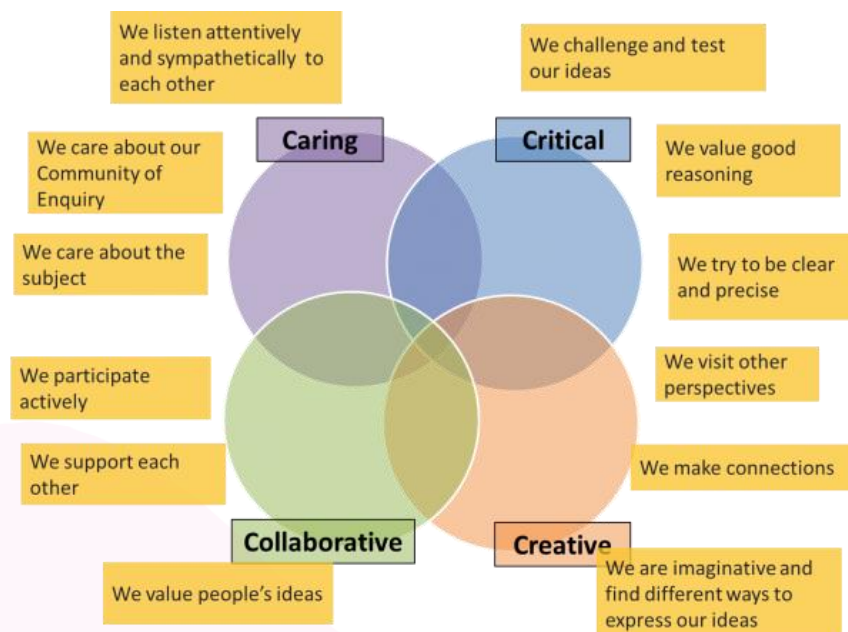 We listen attentively
and sympathetically to
each other
We challenge and test
our ideas
Caring
Critical
We care about our
Community of
Enquiry
We value good
reasoning
We care about the
subject
We try to be clear
and precise
We participate
actively
We visit other
perspectives
We support each
other
We make connections
Collaborative
Creative
We value people's ideas
We are imaginative and
find different ways to
express our ideas